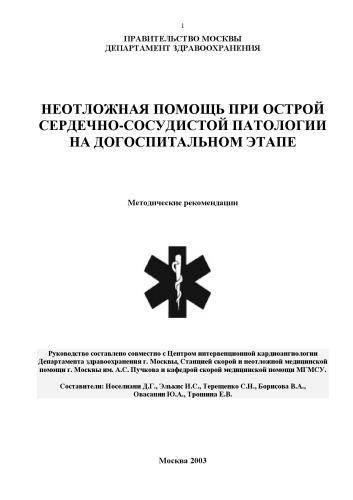 1
ПРАВИТЕЛЬСТВО МОСКВЫ
ДЕПАРТАМЕНТ ЗДРАВООХРАНЕНИЯ
НЕОТЛОЖНАЯ ПОМОЩЬ ПРИ ОСТРОЙ
СЕРДЕЧНО-СОСУДИСТОЙ ПАТОЛОГИИ
НА ДОГОСПИТАЛЬНОМ ЭТАПЕ
Методические рекомендации
Руководство составлено совместно с Центром интервенционной кардиоангиологии
Департамента здравоохранения г. Москвы, Станцией скорой и неотложной медицинской
помощи г. Москвы им. А.С. Пучкова и кафедрой скорой медицинской помощи МГМСУ.
Составители: Иоселиани Д.Г., Элькис И.С., Терещенко С.Н., Борисова В.А.,
Овасапян Ю.А., Трошина Е.В.
Москва 2003